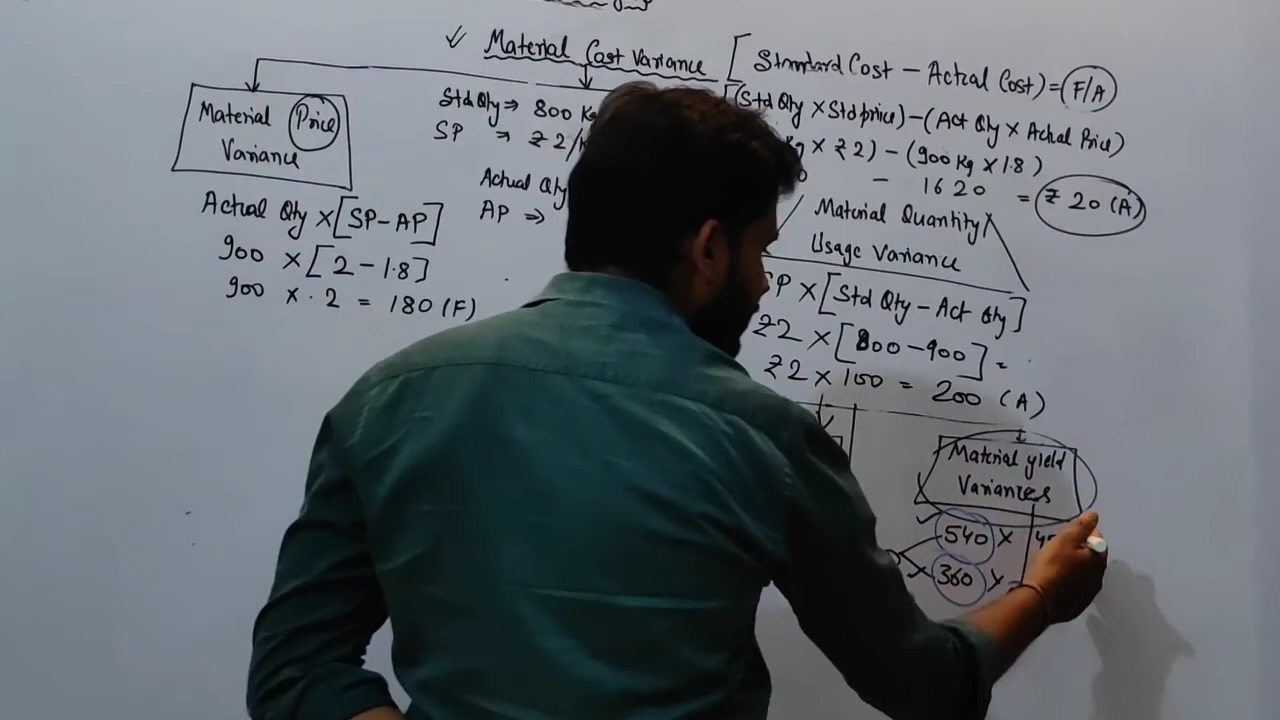 ✓ Material Cost Variance [Standard Cost - Actual Cost) = F/A
Material Price
Variance
Actual Qty × [SP-AP]
900 × [2-1.8]
900 × .2 = 180 (F)
Std Qty ⇒ 800 Kg
SP ⇒ ₹2/
Actual Qty
AP ⇒
[(Std Qty × Std price) - (Act Qty × Actual Price)
× ₹2) - (900 Kg × 1.8)
- 1620 = ₹20 (A)
Material Quantity/
Usage Variance
SP × [Std Qty - Act Qty]
₹2 × [800-900] =
₹2 × 100 = 200 (A)
Material yield
Variances
✓ 540 ×
360 ×